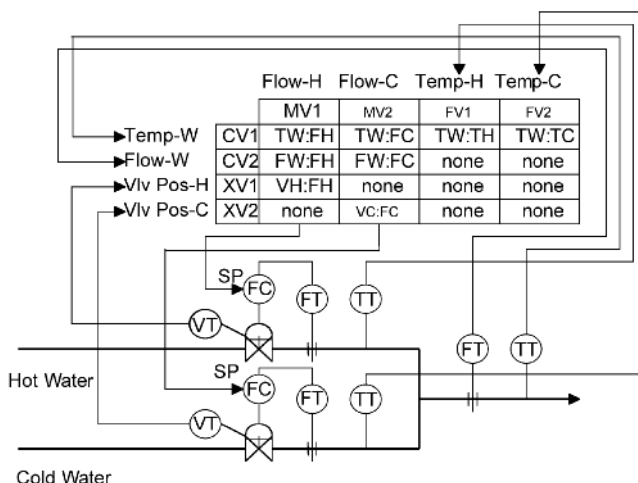 Flow-H Flow-C Temp-H Temp-C
MV1 MV2 FV1 FV2
Temp-W CV1 TW:FH TW:FC TW:TH TW:TC
Flow-W CV2 FW:FH FW:FC none none
Vlv Pos-H XV1 VH:FH none none none
Vlv Pos-C XV2 none VC:FC none none
SP FC FT TT
VT
FT TT
Hot Water
SP FC FT TT
VT
Cold Water